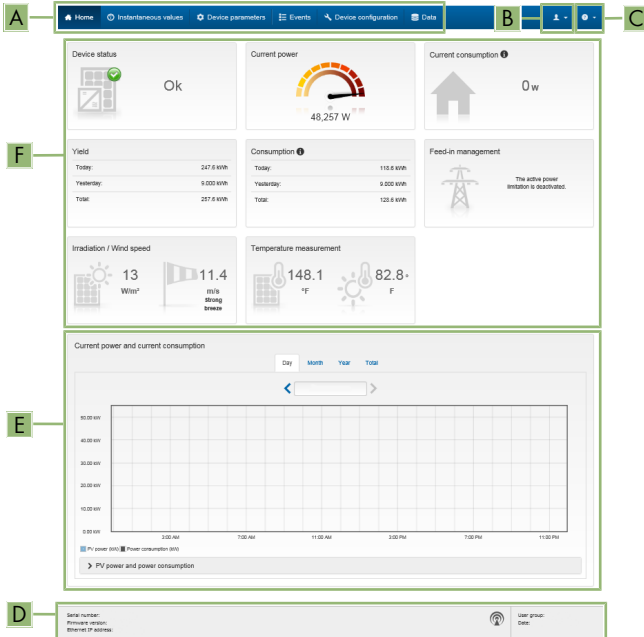 A
Home Instantaneous values Device parameters Events Device configuration Data
B
C
F
Device status
Ok
Current power
48,257 W
Current consumption
0 w
Yield
Today: 247.6 kWh
Yesterday: 9.000 kWh
Total: 257.6 kWh
Consumption
Today: 118.6 kWh
Yesterday: 9.000 kWh
Total: 128.6 kWh
Feed-in management
The active power
limitation is deactivated.
Irradiation / Wind speed
13
W/m²
11.4
m/s
strong
breeze
Temperature measurement
148.1
°F
82.8°
F
E
Current power and current consumption
Day Month Year Total
50.00 kW
40.00 kW
30.00 kW
20.00 kW
10.00 kW
0.00 kW
3:00 AM 7:00 AM 11:00 AM 3:00 PM 7:00 PM 11:00 PM
PV power (kW) Power consumption (kW)
PV power and power consumption
D
Serial number:
Firmware version:
Ethernet IP address:
User group:
Date: